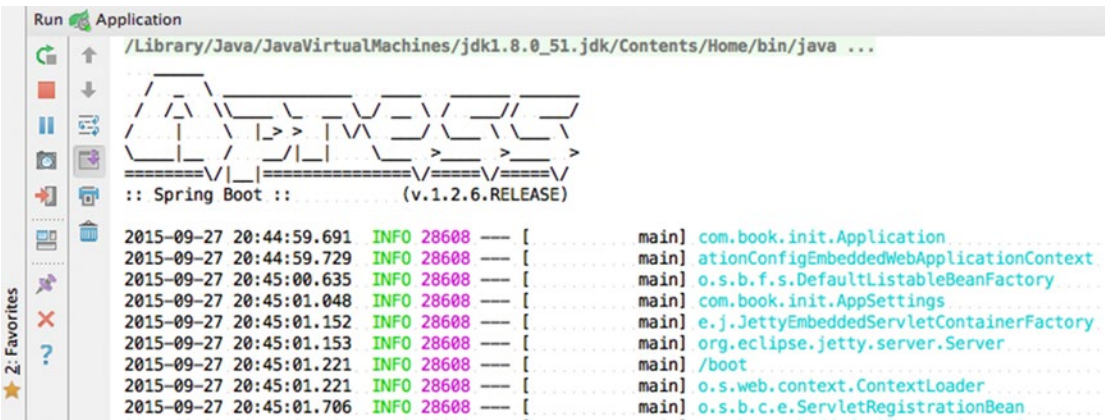 Run Application
/Library/Java/JavaVirtualMachines/jdk1.8.0_51.jdk/Contents/Home/bin/java ...
Apress
:: Spring Boot :: (v.1.2.6.RELEASE)
2015-09-27 20:44:59.691 INFO 28608 --- [ main] com.book.init.Application
2015-09-27 20:44:59.729 INFO 28608 --- [ main] ationConfigEmbeddedWebApplicationContext
2015-09-27 20:45:00.635 INFO 28608 --- [ main] o.s.b.f.s.DefaultListableBeanFactory
2015-09-27 20:45:01.048 INFO 28608 --- [ main] com.book.init.AppSettings
2015-09-27 20:45:01.152 INFO 28608 --- [ main] e.j.JettyEmbeddedServletContainerFactory
2015-09-27 20:45:01.153 INFO 28608 --- [ main] org.eclipse.jetty.server.Server
2015-09-27 20:45:01.221 INFO 28608 --- [ main] /boot
2015-09-27 20:45:01.221 INFO 28608 --- [ main] o.s.web.context.ContextLoader
2015-09-27 20:45:01.706 INFO 28608 --- [ main] o.s.b.c.e.ServletRegistrationBean
2: Favorites